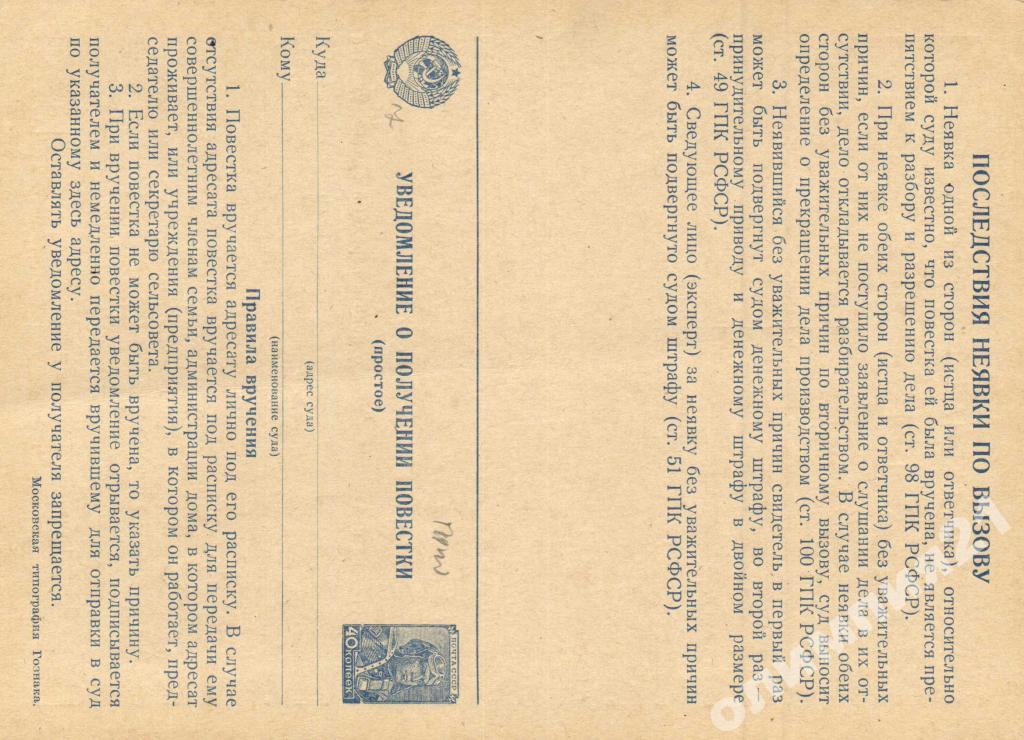 ПОСЛЕДСТВИЯ НЕЯВКИ ПО ВЫЗОВУ
1. Неявка одной из сторон (истца или ответчика), относительно
которой суду известно, что повестка ей была вручена, не является пре-
пятствием к разбору и разрешению дела (ст. 98 ГПК РСФСР).
2. При неявке обеих сторон (истца и ответчика) без уважительных
причин, если от них не поступило заявление о слушании дела в их от-
сутствии, дело откладывается разбирательством. В случае неявки обеих
сторон без уважительных причин по вторичному вызову, суд выносит
определение о прекращении дела производством (ст. 100 ГПК РСФСР).
3. Неявившийся без уважительных причин свидетель в первый раз
может быть подвергнут судом денежному штрафу, во второй раз—
принудительному приводу и денежному штрафу в двойном размере
(ст. 49 ГПК РСФСР).
4. Сведующее лицо (эксперт) за неявку без уважительных причин
может быть подвергнуто судом штрафу (ст. 51 ГПК РСФСР).
УВЕДОМЛЕНИЕ О ПОЛУЧЕНИИ ПОВЕСТКИ
(простое)
ПОЧТА СССР
40 КОПЕЕК
Куда
(адрес суда)
Кому
(наименование суда)
Правила вручения
1. Повестка вручается адресату лично под его расписку. В случае
отсутствия адресата повестка вручается под расписку для передачи ему
совершеннолетним членам семьи, администрации дома, в котором адресат
проживает, или учреждения (предприятия), в котором он работает, пред-
седателю или секретарю сельсовета.
2. Если повестка не может быть вручена, то указать причину.
3. При вручении повестки уведомление отрывается, подписывается
получателем и немедленно передается вручившему для отправки в суд
по указанному здесь адресу.
Оставлять уведомление у получателя запрещается.
Московская типография Гознака.